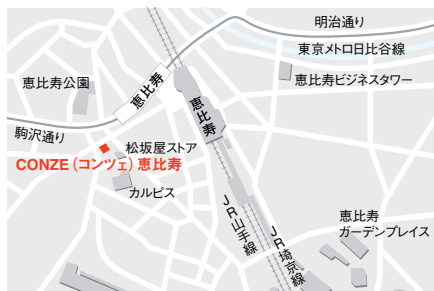 明治通り
東京メトロ日比谷線
恵比寿ビジネスタワー
恵比寿公園
恵比寿
恵比寿
駒沢通り
松坂屋ストア
CONZE（コンツェ）恵比寿
カルピス
JR山手線
JR埼京線
恵比寿
ガーデンプレイス